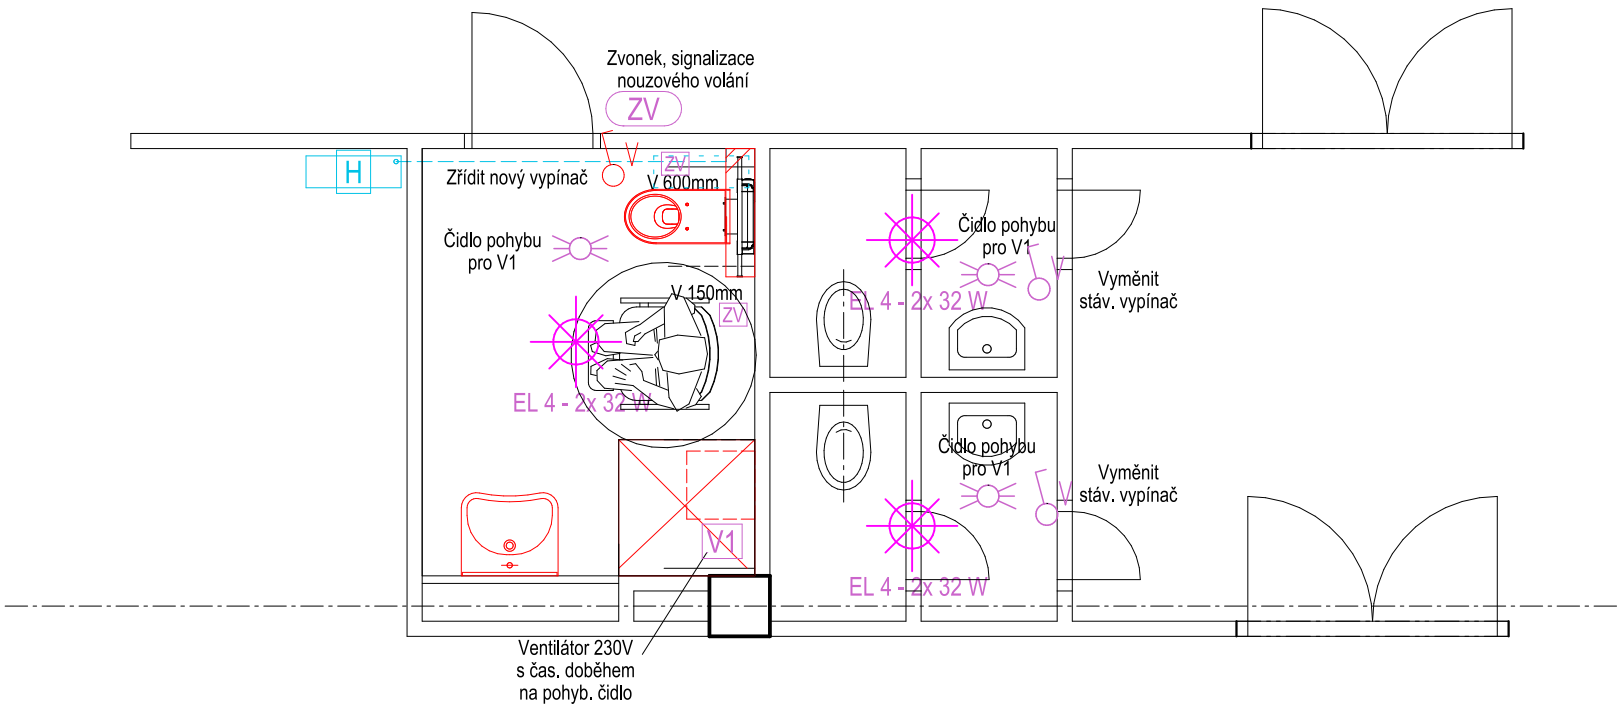 Zvonek, signalizace
nouzového volání
ZV
H
Zřídit nový vypínač
V
ZV
V 600mm
Čidlo pohybu
pro V1
V 150mm
ZV
EL 4 - 2x 32 W
V1
Ventilátor 230V
s čas. doběhem
na pohyb. čidlo
Čidlo pohybu
pro V1
V
EL 4 - 2x 32 W
Vyměnit
stáv. vypínač
Čidlo pohybu
pro V1
V
Vyměnit
stáv. vypínač
EL 4 - 2x 32 W